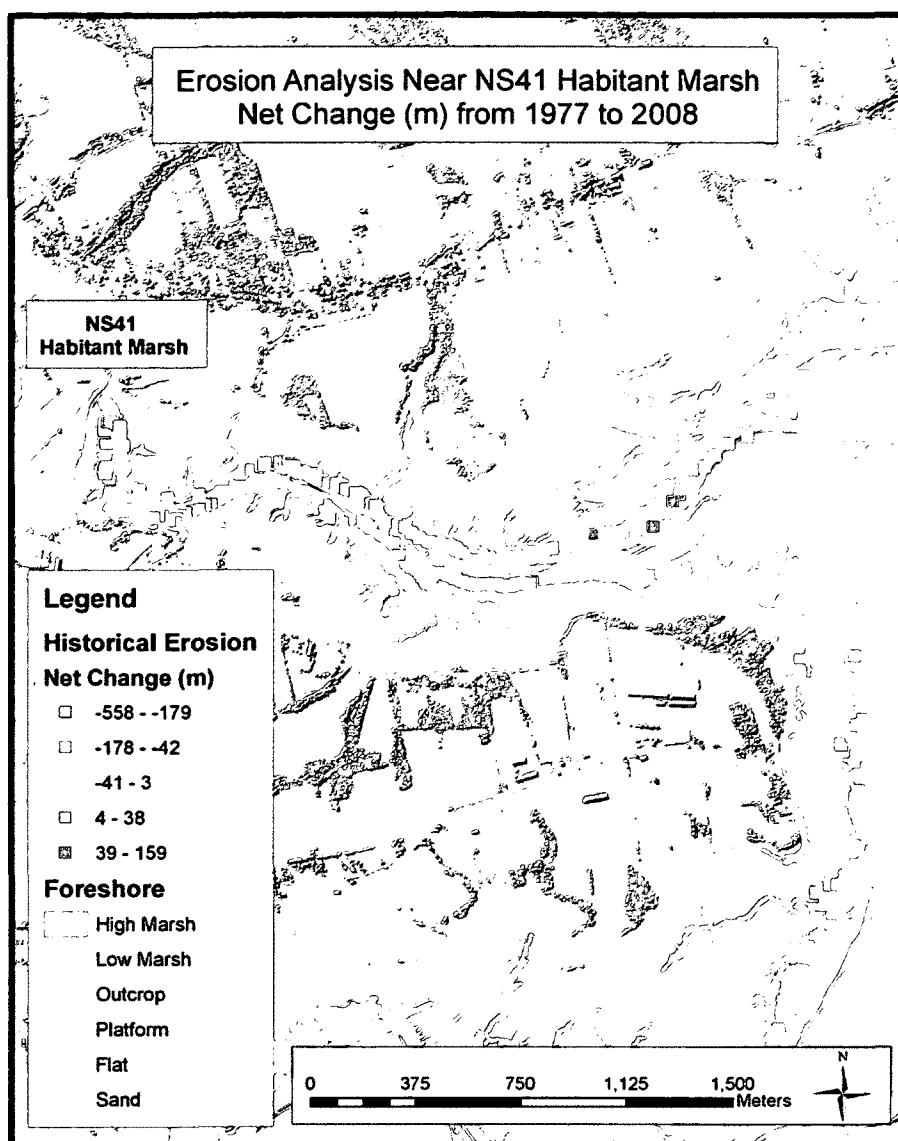 Erosion Analysis Near NS41 Habitant Marsh
Net Change (m) from 1977 to 2008
NS41
Habitant Marsh
Legend
Historical Erosion
Net Change (m)
-558 - -179
-178 - -42
-41 - 3
4 - 38
39 - 159
Foreshore
High Marsh
Low Marsh
Outcrop
Platform
Flat
Sand
N
0 375 750 1,125 1,500
Meters